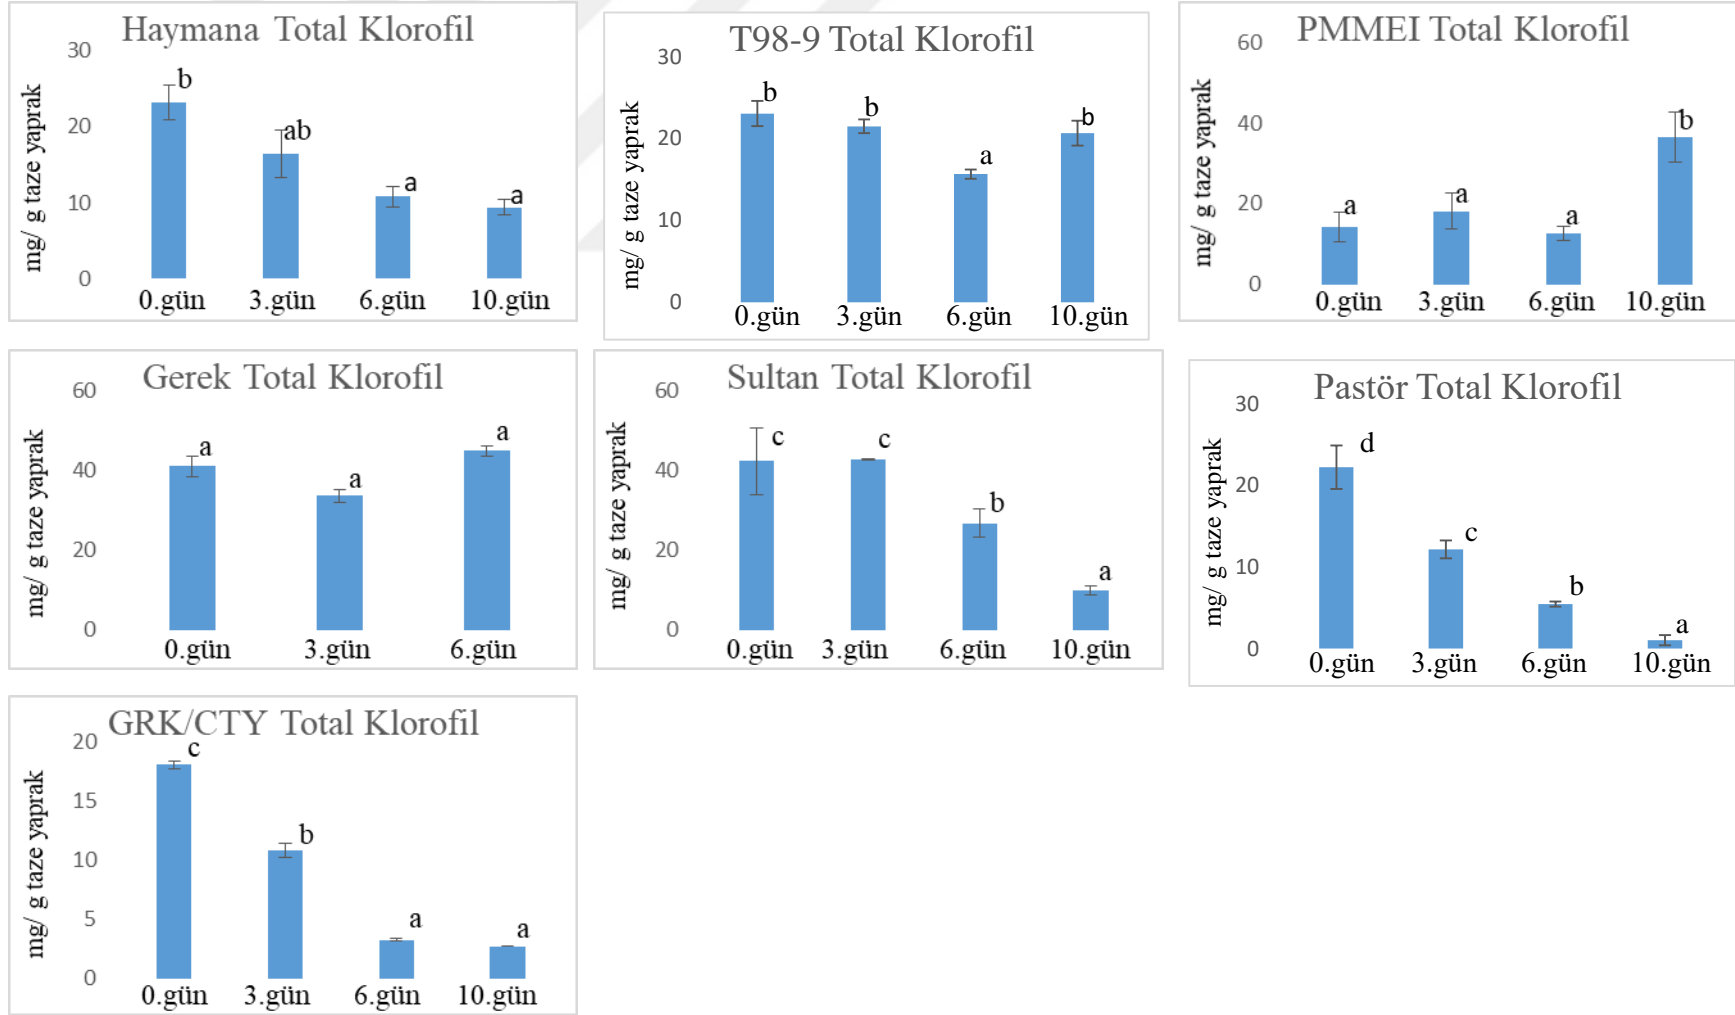 Haymana Total Klorofil
mg/ g taze yaprak
30
20
10
0
b
ab
a
a
0.gün 3.gün 6.gün 10.gün
T98-9 Total Klorofil
mg/ g taze yaprak
30
20
10
0
b
b
a
b
0.gün 3.gün 6.gün 10.gün
PMMEI Total Klorofil
mg/ g taze yaprak
60
40
20
0
a
a
a
b
0.gün 3.gün 6.gün 10.gün
Gerek Total Klorofil
mg/ g taze yaprak
60
40
20
0
a
a
a
0.gün 3.gün 6.gün
Sultan Total Klorofil
mg/ g taze yaprak
60
40
20
0
c
c
b
a
0.gün 3.gün 6.gün 10.gün
Pastör Total Klorofil
mg/ g taze yaprak
30
20
10
0
d
c
b
a
0.gün 3.gün 6.gün 10.gün
GRK/CTY Total Klorofil
mg/ g taze yaprak
20
15
10
5
0
c
b
a
a
0.gün 3.gün 6.gün 10.gün